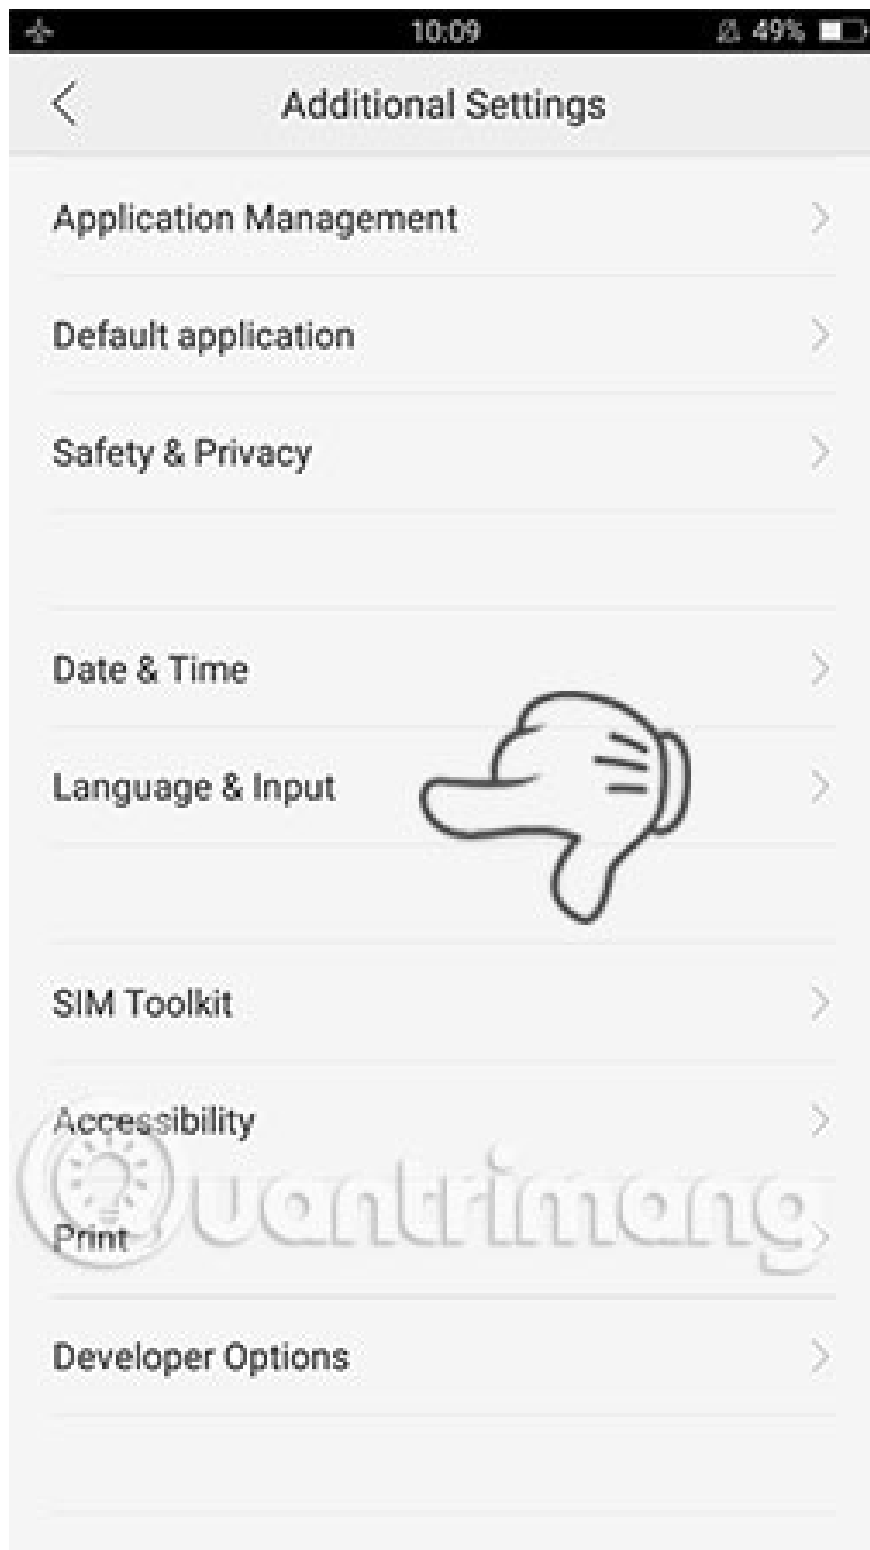 10:09
49%
Additional Settings
Application Management
Default application
Safety & Privacy
Date & Time
Language & Input
SIM Toolkit
Accessibility
uantrimang
Print
Developer Options